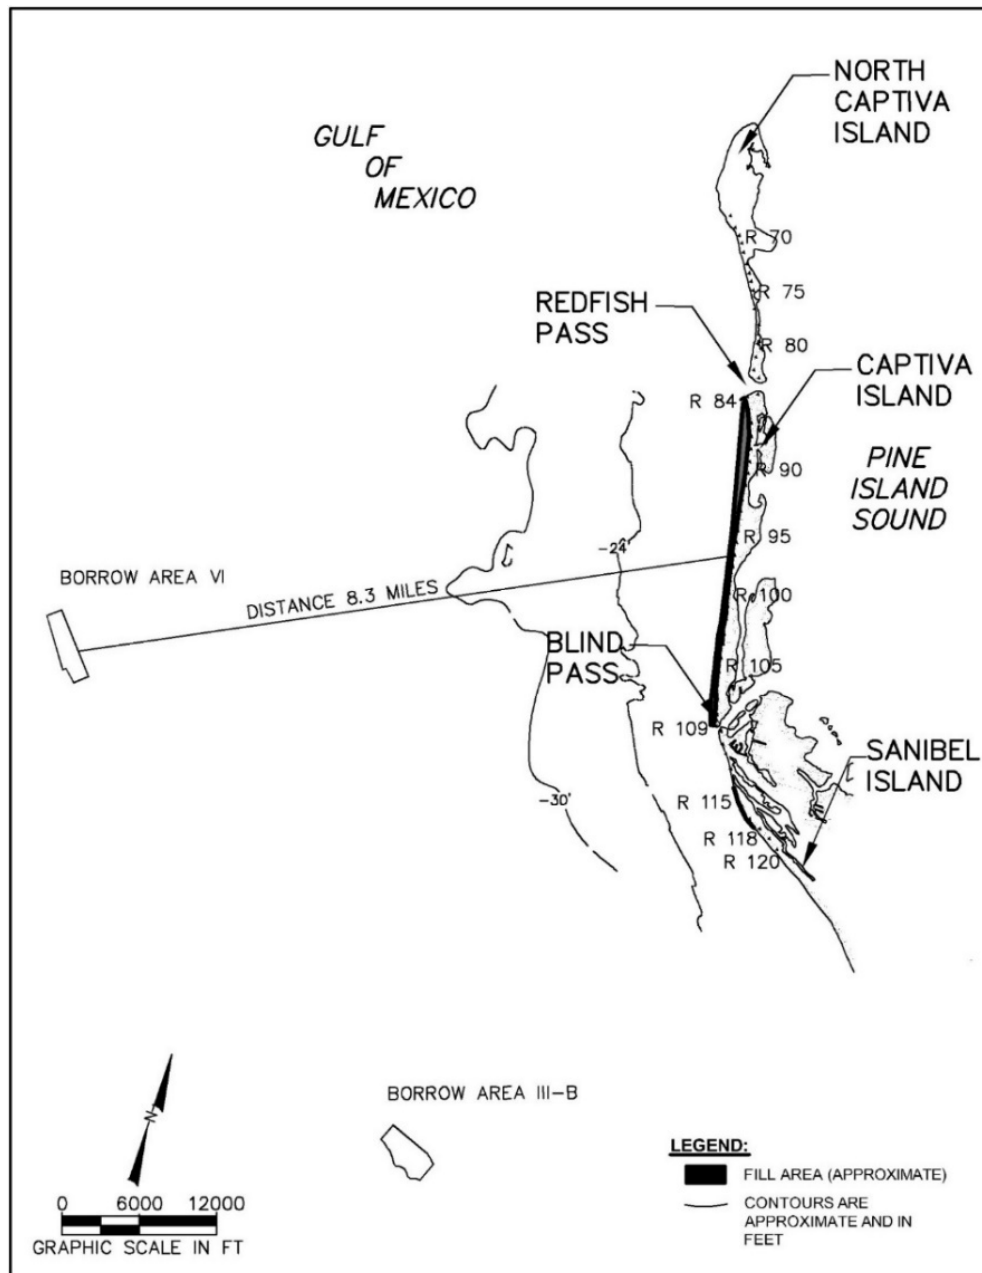 NORTH
CAPTIVA
ISLAND
GULF
OF
MEXICO
R 70
R 75
REDFISH
PASS
R 80
CAPTIVA
ISLAND
R 84
PINE
ISLAND
SOUND
R 90
R 95
-24'
BORROW AREA VI
DISTANCE 8.3 MILES
R 100
BLIND
PASS
R 105
R 109
SANIBEL
ISLAND
-30'
R 115
R 118
R 120
BORROW AREA III-B
N
LEGEND:
FILL AREA (APPROXIMATE)
CONTOURS ARE
APPROXIMATE AND IN
FEET
0 6000 12000
GRAPHIC SCALE IN FT